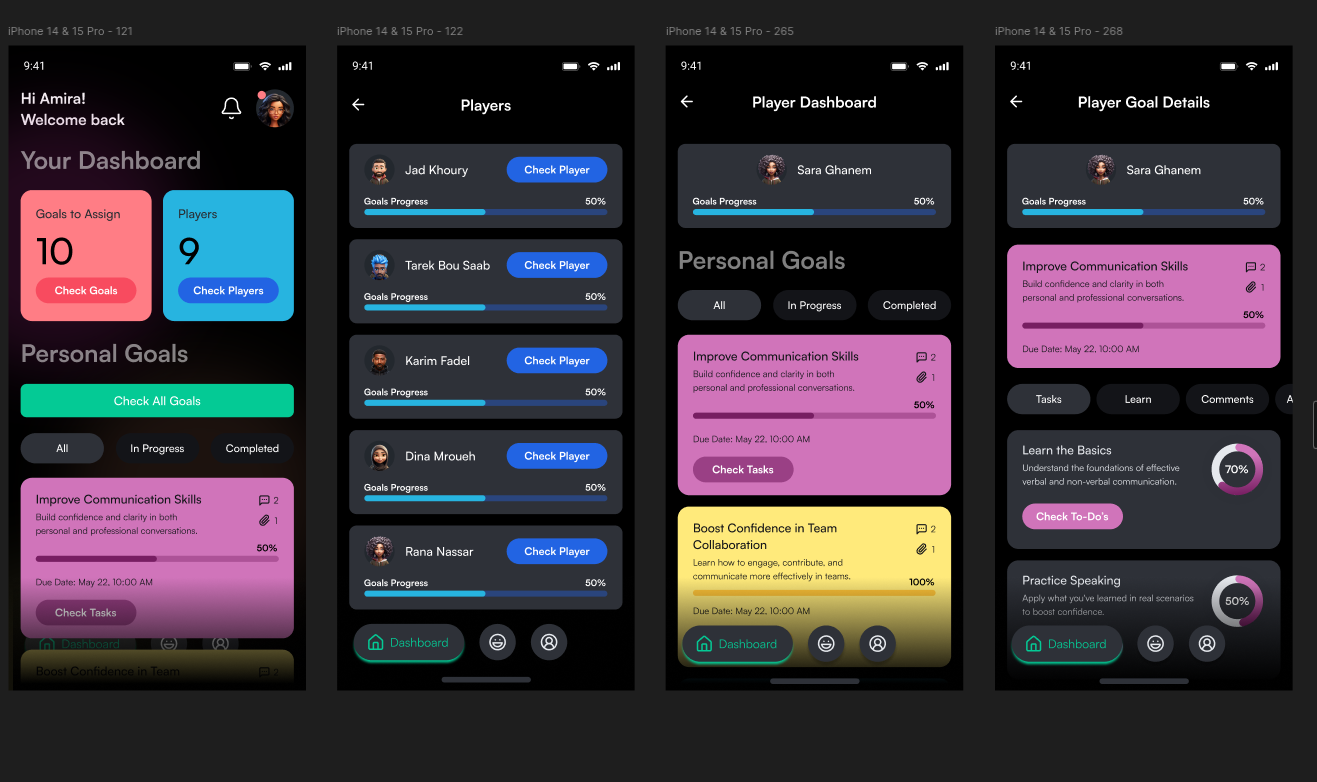 iPhone 14 & 15 Pro - 121
9:41
Hi Amira!
Welcome back
Your Dashboard
Goals to Assign
10
Check Goals
Players
9
Check Players
Personal Goals
Check All Goals
All
In Progress
Completed
Improve Communication Skills
2
Build confidence and clarity in both
personal and professional conversations.
1
50%
Due Date: May 22, 10:00 AM
Check Tasks
Dashboard
Boost Confidence in Team
2
iPhone 14 & 15 Pro - 122
9:41
Players
Jad Khoury
Check Player
Goals Progress
50%
Tarek Bou Saab
Check Player
Goals Progress
50%
Karim Fadel
Check Player
Goals Progress
50%
Dina Mroueh
Check Player
Goals Progress
50%
Rana Nassar
Check Player
Goals Progress
50%
Dashboard
iPhone 14 & 15 Pro - 265
9:41
Player Dashboard
Sara Ghanem
Goals Progress
50%
Personal Goals
All
In Progress
Completed
Improve Communication Skills
2
Build confidence and clarity in both
personal and professional conversations.
1
50%
Due Date: May 22, 10:00 AM
Check Tasks
Boost Confidence in Team
Collaboration
2
1
Learn how to engage, contribute, and
communicate more effectively in teams.
100%
Due Date: May 22, 10:00 AM
Dashboard
iPhone 14 & 15 Pro - 268
9:41
Player Goal Details
Sara Ghanem
Goals Progress
50%
Improve Communication Skills
2
Build confidence and clarity in both
personal and professional conversations.
1
50%
Due Date: May 22, 10:00 AM
Tasks
Learn
Comments
A
Learn the Basics
Understand the foundations of effective
verbal and non-verbal communication.
70%
Check To-Do's
Practice Speaking
Apply what you've learned in real scenarios
to boost confidence.
50%
Dashboard